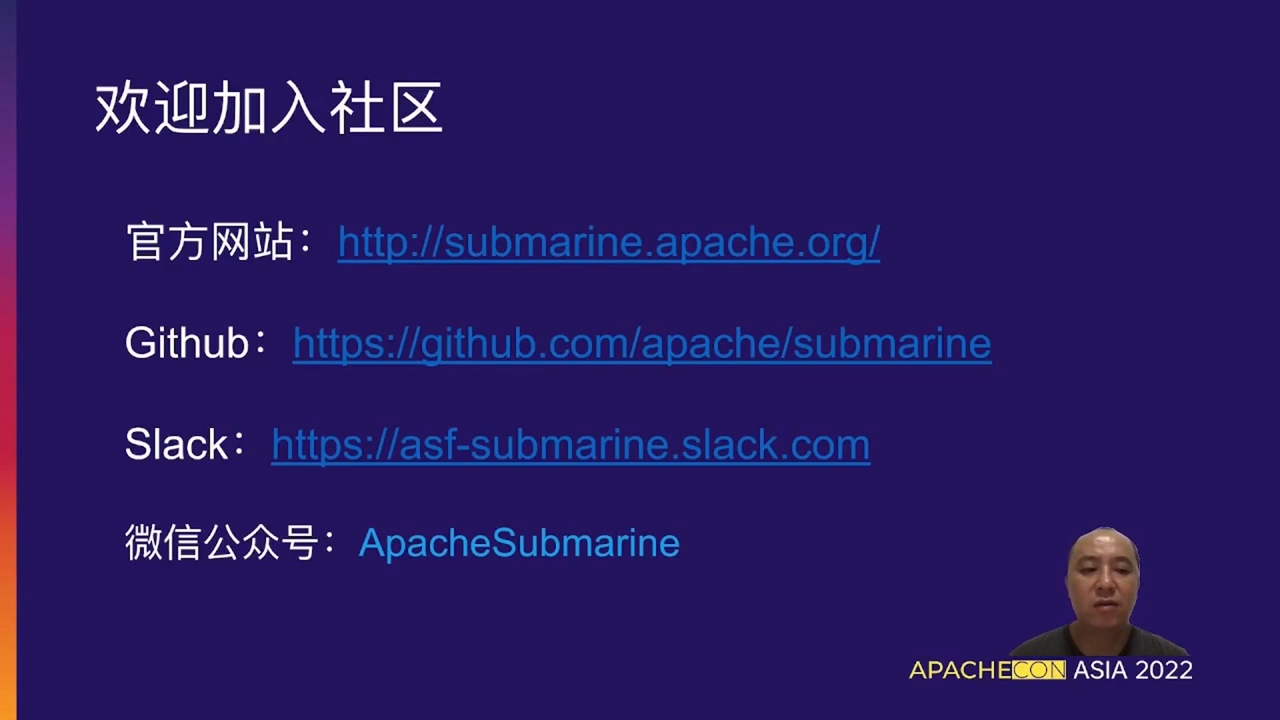 欢迎加入社区
官方网站：http://submarine.apache.org/
Github：https://github.com/apache/submarine
Slack：https://asf-submarine.slack.com
微信公众号：ApacheSubmarine
APACHECON ASIA 2022